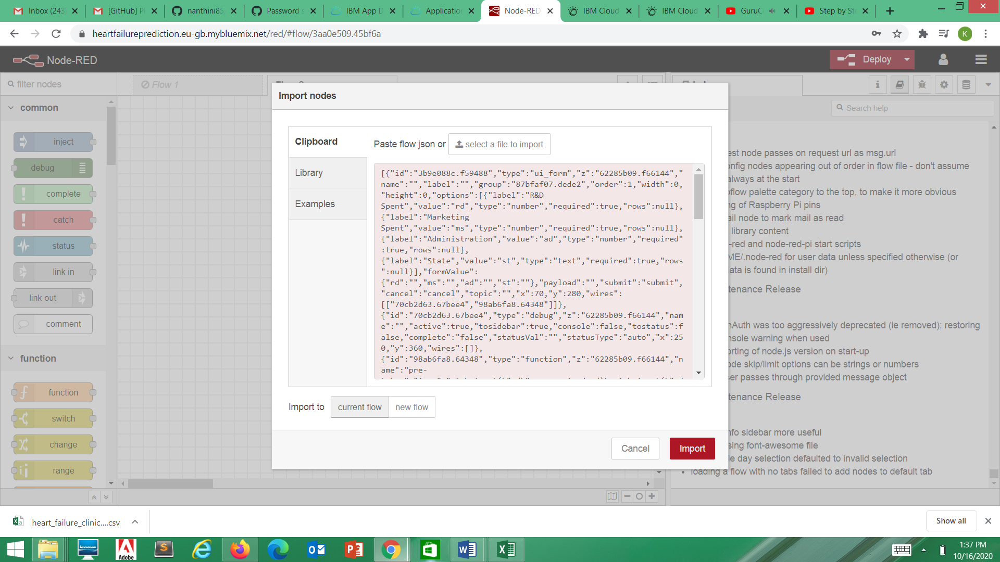 Inbox (243
[GitHub] Pl
nanthini85
Password s
IBM App D
Application
Node-RED
IBM Cloud
IBM Cloud
GuruC
Step by Ste
heartfailureprediction.eu-gb.mybluemix.net/red/#flow/3aa0e509.45bf6a
K
Node-RED
Deploy
filter nodes
Flow 1
common
inject
debug
complete
catch
status
link in
link out
comment
function
function
switch
change
range
Import nodes
Clipboard
Library
Examples
Paste flow json or
select a file to import
[{"id":"3b9e088c.f59488","type":"ui_form","z":"62285b09.f66144","
name":"","label":"","group":"87bfaf07.dede2","order":1,"width":0,
"height":0,"options":[{"label":"R&D
Spent","value":"rd","type":"number","required":true,"rows":null},
{"label":"Marketing
Spent","value":"ms","type":"number","required":true,"rows":null},
{"label":"Administration","value":"ad","type":"number","required"
:true,"rows":null},
{"label":"State","value":"st","type":"text","required":true,"rows
":null}],"formValue":
{"rd":"","ms":"","ad":"","st":""},"payload":"","submit":"submit",
"cancel":"cancel","topic":"","x":70,"y":280,"wires":
[["70cb2d63.67bee4","98ab6fa8.64348"]]},
{"id":"70cb2d63.67bee4","type":"debug","z":"62285b09.f66144","nam
e":"","active":true,"tosidebar":true,"console":false,"tostatus":f
alse,"complete":"false","statusVal":"","statusType":"auto","x":25
0,"y":360,"wires":[]},
{"id":"98ab6fa8.64348","type":"function","z":"62285b09.f66144","n
ame":"pre-
Import to
current flow
new flow
Cancel
Import
Search help
est node passes on request url as msg.url
onfig nodes appearing out of order in flow file - don't assume
always at the start
oflow palette category to the top, to make it more obvious
ng of Raspberry Pi pins
ail node to mark mail as read
library content
-red and node-red-pi start scripts
ME/.node-red for user data unless specified otherwise (or
data is found in install dir)
tenance Release
nAuth was too aggressively deprecated (ie removed); restoring
nsole warning when used
orting of node.js version on start-up
ode skip/limit options can be strings or numbers
ser passes through provided message object
tenance Release
nfo sidebar more useful
sing font-awesome file
le day selection defaulted to invalid selection
loading a flow with no tabs failed to add nodes to default tab
heart_failure_clinic....csv
Show all
Adobe
1:37 PM
10/16/2020